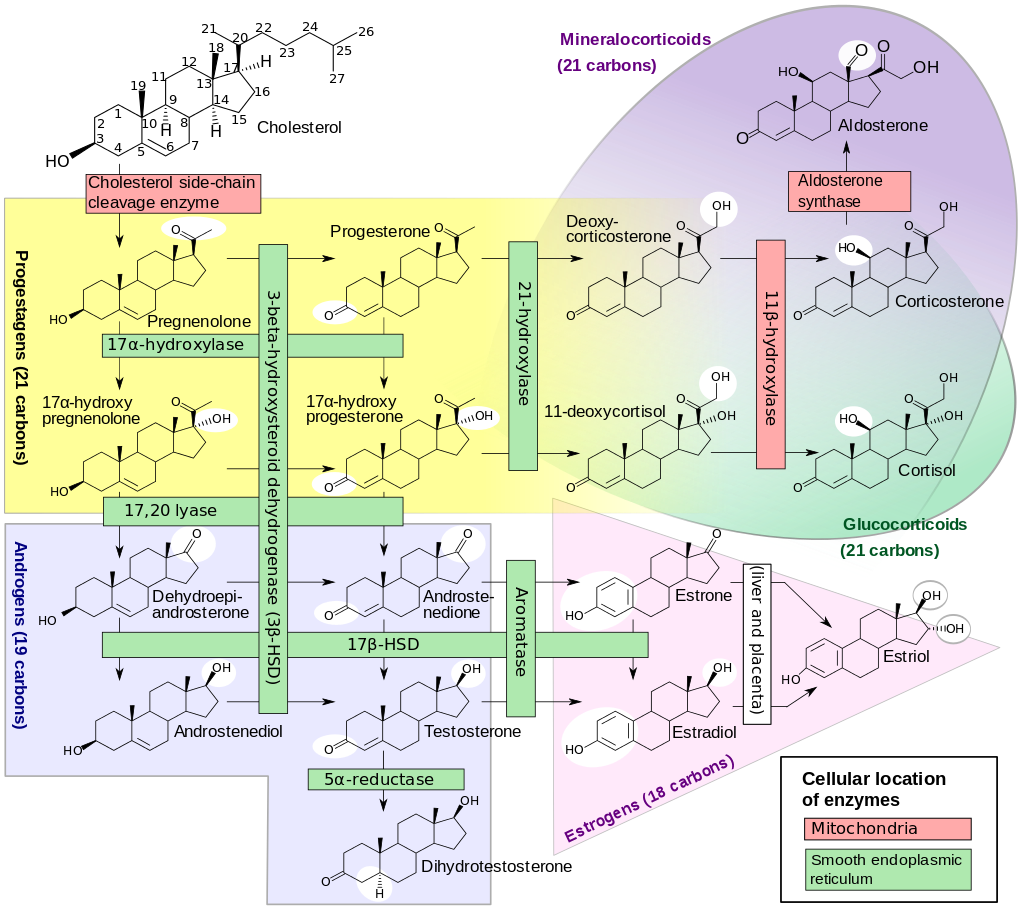 21
22
24
26
20
23
25
27
18
12
17
H
11
13
16
19
9
14
1
8
15
2
10
H
H
3
5
6
7
4
HO
Cholesterol
Cholesterol side-chain
cleavage enzyme
Mineralocorticoids
(21 carbons)
O
O
OH
HO
O
Aldosterone
Aldosterone
synthase
Progestagens (21 carbons)
O
HO
Pregnenolone
Progesterone
O
O
Deoxy-
corticosterone
OH
O
O
OH
HO
O
O
Corticosterone
3-beta-hydroxysteroid dehydrogenase (3β-HSD)
21-hydroxylase
11β-hydroxylase
17α-hydroxylase
17α-hydroxy
pregnenolone
O
OH
HO
17α-hydroxy
progesterone
O
OH
O
11-deoxycortisol
OH
O
OH
O
OH
HO
O
OH
O
Cortisol
17,20 lyase
Glucocorticoids
(21 carbons)
Androgens (19 carbons)
O
HO
Dehydroepi-
androsterone
O
O
Androste-
nedione
Aromatase
O
HO
Estrone
(liver and placenta)
OH
OH
HO
Estriol
17β-HSD
OH
HO
Androstenediol
OH
O
Testosterone
OH
HO
Estradiol
Estrogens (18 carbons)
5α-reductase
OH
O
H
Dihydrotestosterone
Cellular location
of enzymes
Mitochondria
Smooth endoplasmic
reticulum